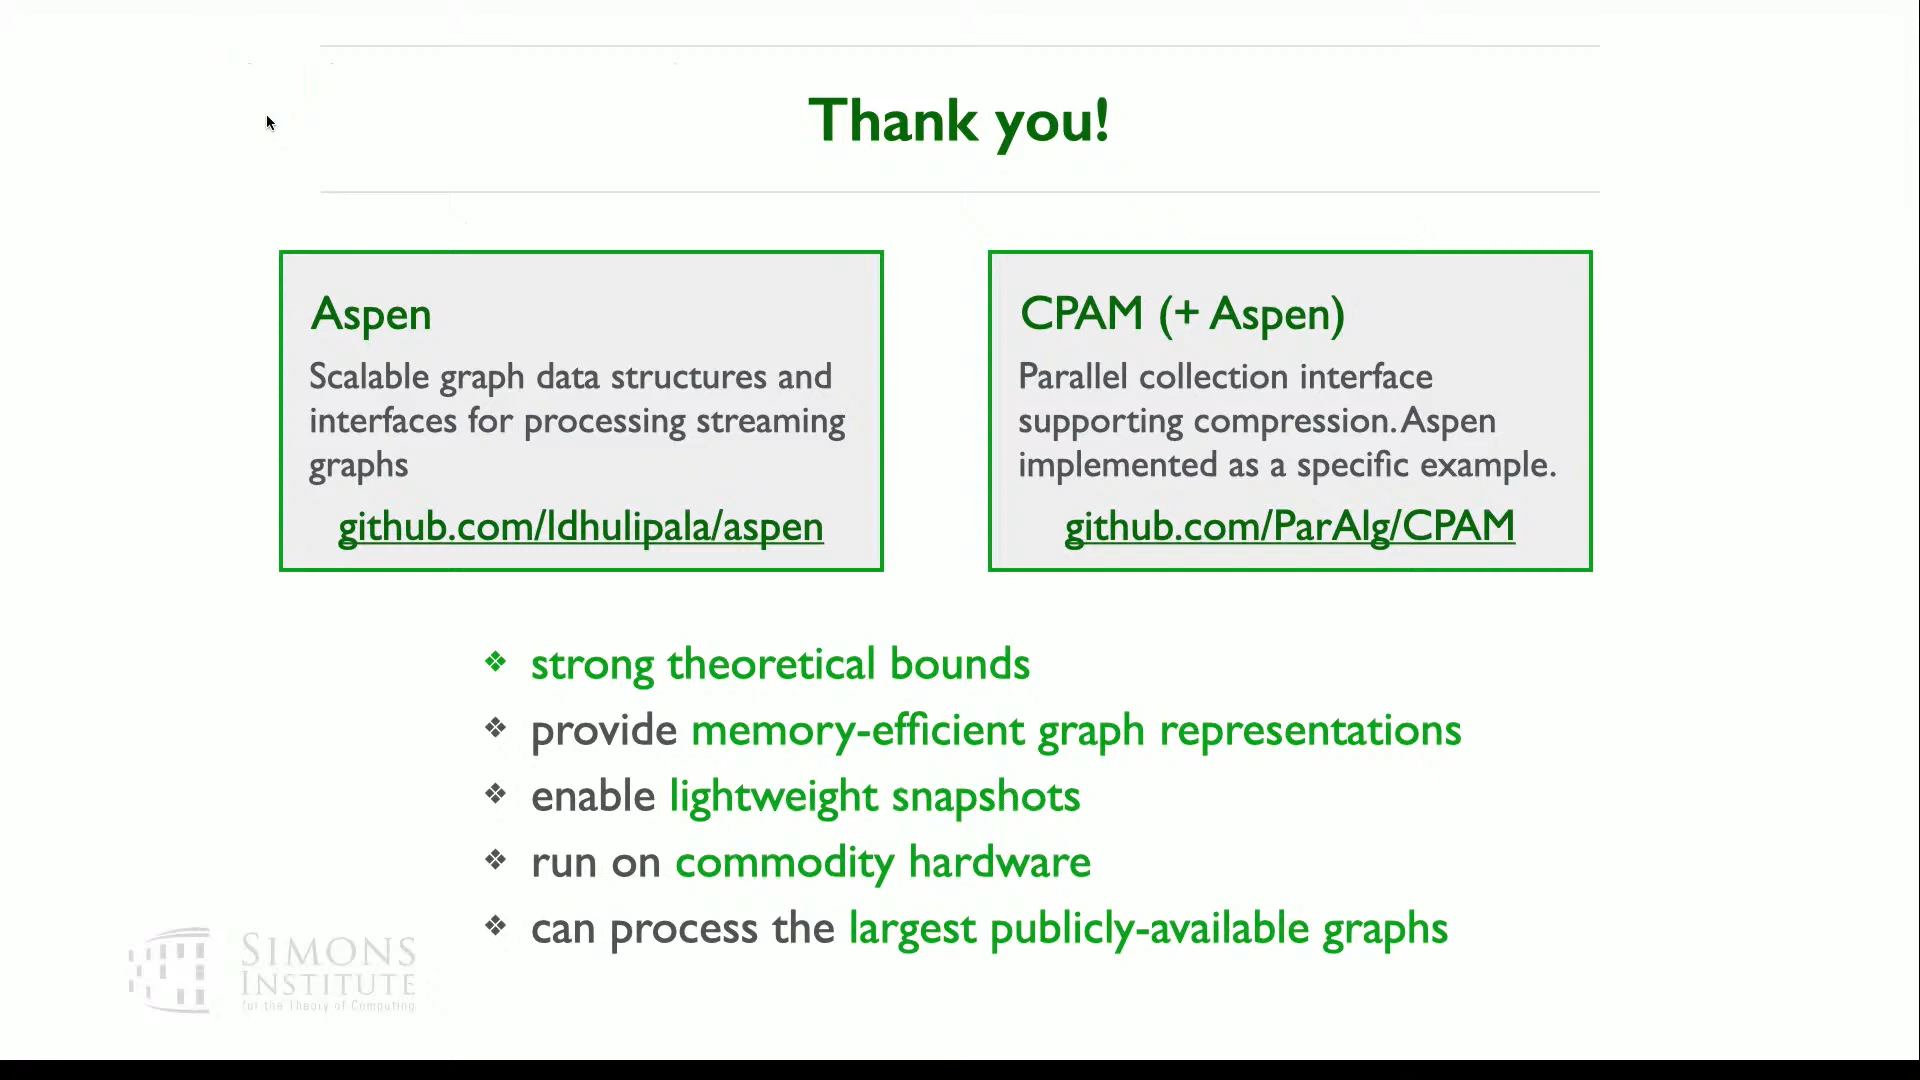 Thank you!
Aspen
Scalable graph data structures and
interfaces for processing streaming
graphs
github.com/ldhulipala/aspen
CPAM (+ Aspen)
Parallel collection interface
supporting compression. Aspen
implemented as a specific example.
github.com/ParAlg/CPAM
❖ strong theoretical bounds
❖ provide memory-efficient graph representations
❖ enable lightweight snapshots
❖ run on commodity hardware
❖ can process the largest publicly-available graphs
SIMONS
INSTITUTE
for the Theory of Computing